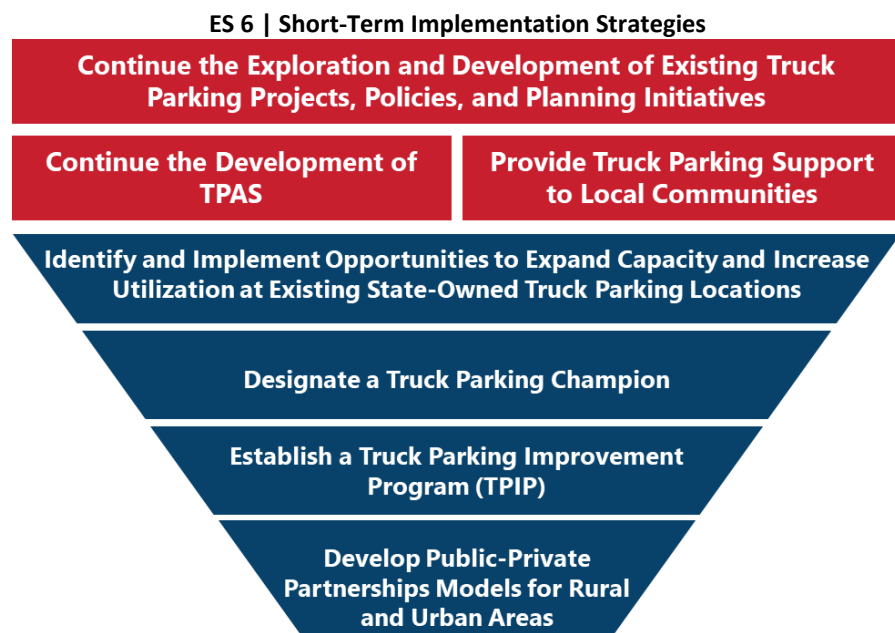 ES 6 | Short-Term Implementation Strategies
Continue the Exploration and Development of Existing Truck
Parking Projects, Policies, and Planning Initiatives
Continue the Development of
TPAS
Provide Truck Parking Support
to Local Communities
Identify and Implement Opportunities to Expand Capacity and Increase
Utilization at Existing State-Owned Truck Parking Locations
Designate a Truck Parking Champion
Establish a Truck Parking Improvement
Program (TPIP)
Develop Public-Private
Partnerships Models for Rural
and Urban Areas